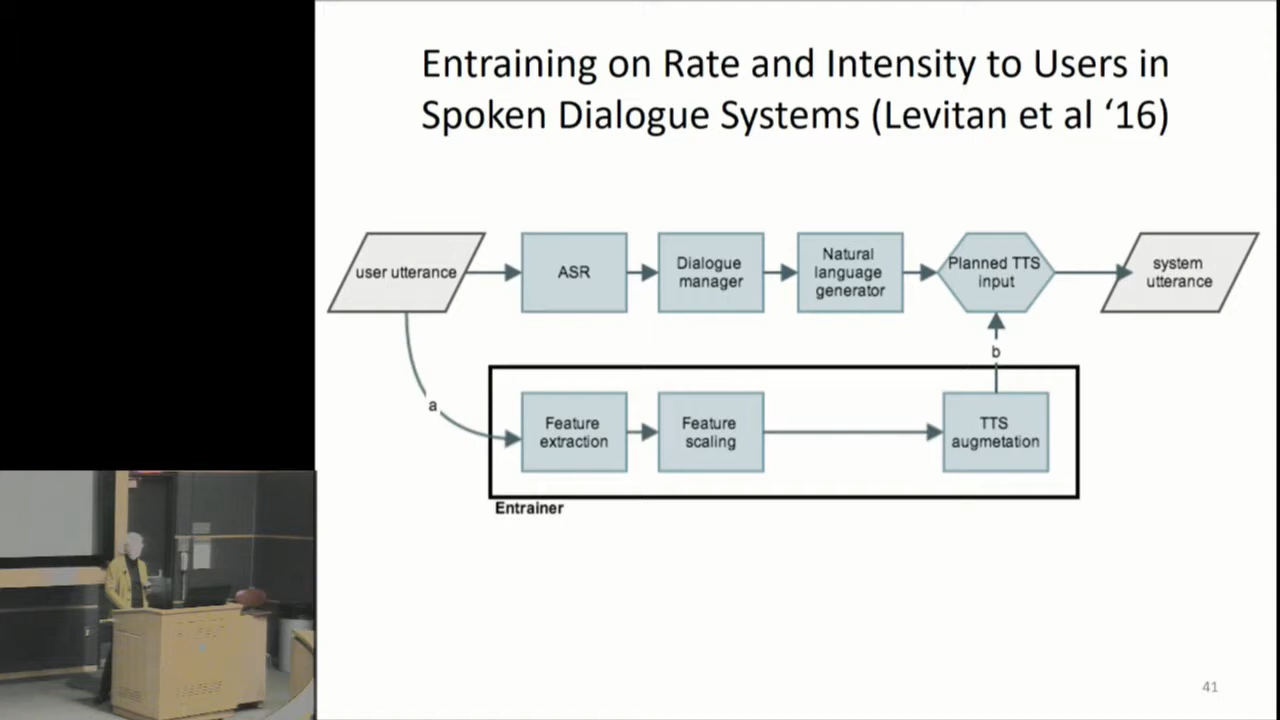 Entraining on Rate and Intensity to Users in
Spoken Dialogue Systems (Levitan et al ‘16)
user utterance
ASR
Dialogue
manager
Natural
language
generator
Planned TTS
input
system
utterance
b
a
Feature
extraction
Feature
scaling
TTS
augmetation
Entrainer
41